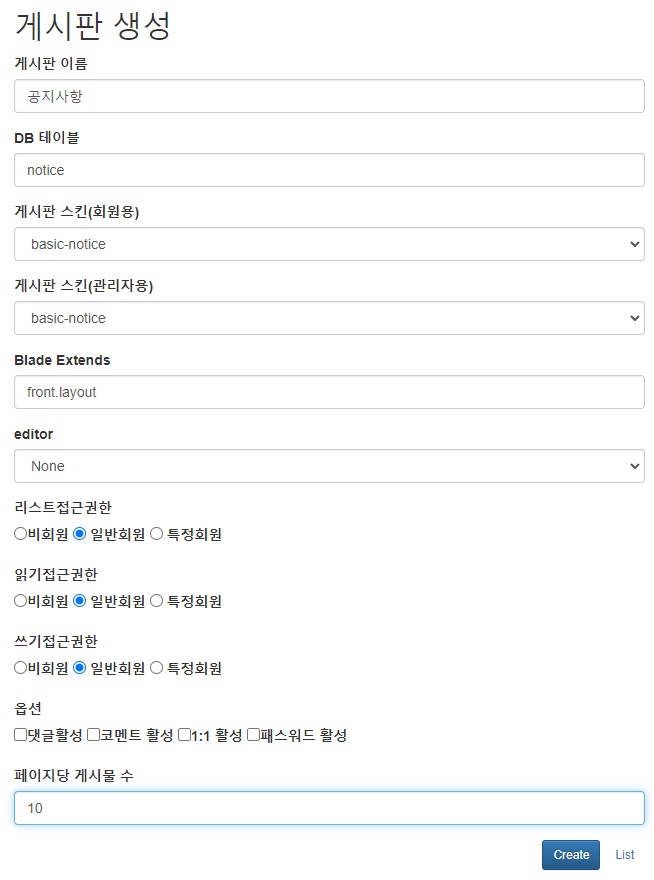 게시판 생성
게시판 이름
공지사항
DB 테이블
notice
게시판 스킨(회원용)
basic-notice
게시판 스킨(관리자용)
basic-notice
Blade Extends
front.layout
editor
None
리스트접근권한
비회원 일반회원 특정회원
읽기접근권한
비회원 일반회원 특정회원
쓰기접근권한
비회원 일반회원 특정회원
옵션
댓글활성 코멘트 활성 1:1 활성 패스워드 활성
페이지당 게시물 수
10
Create List